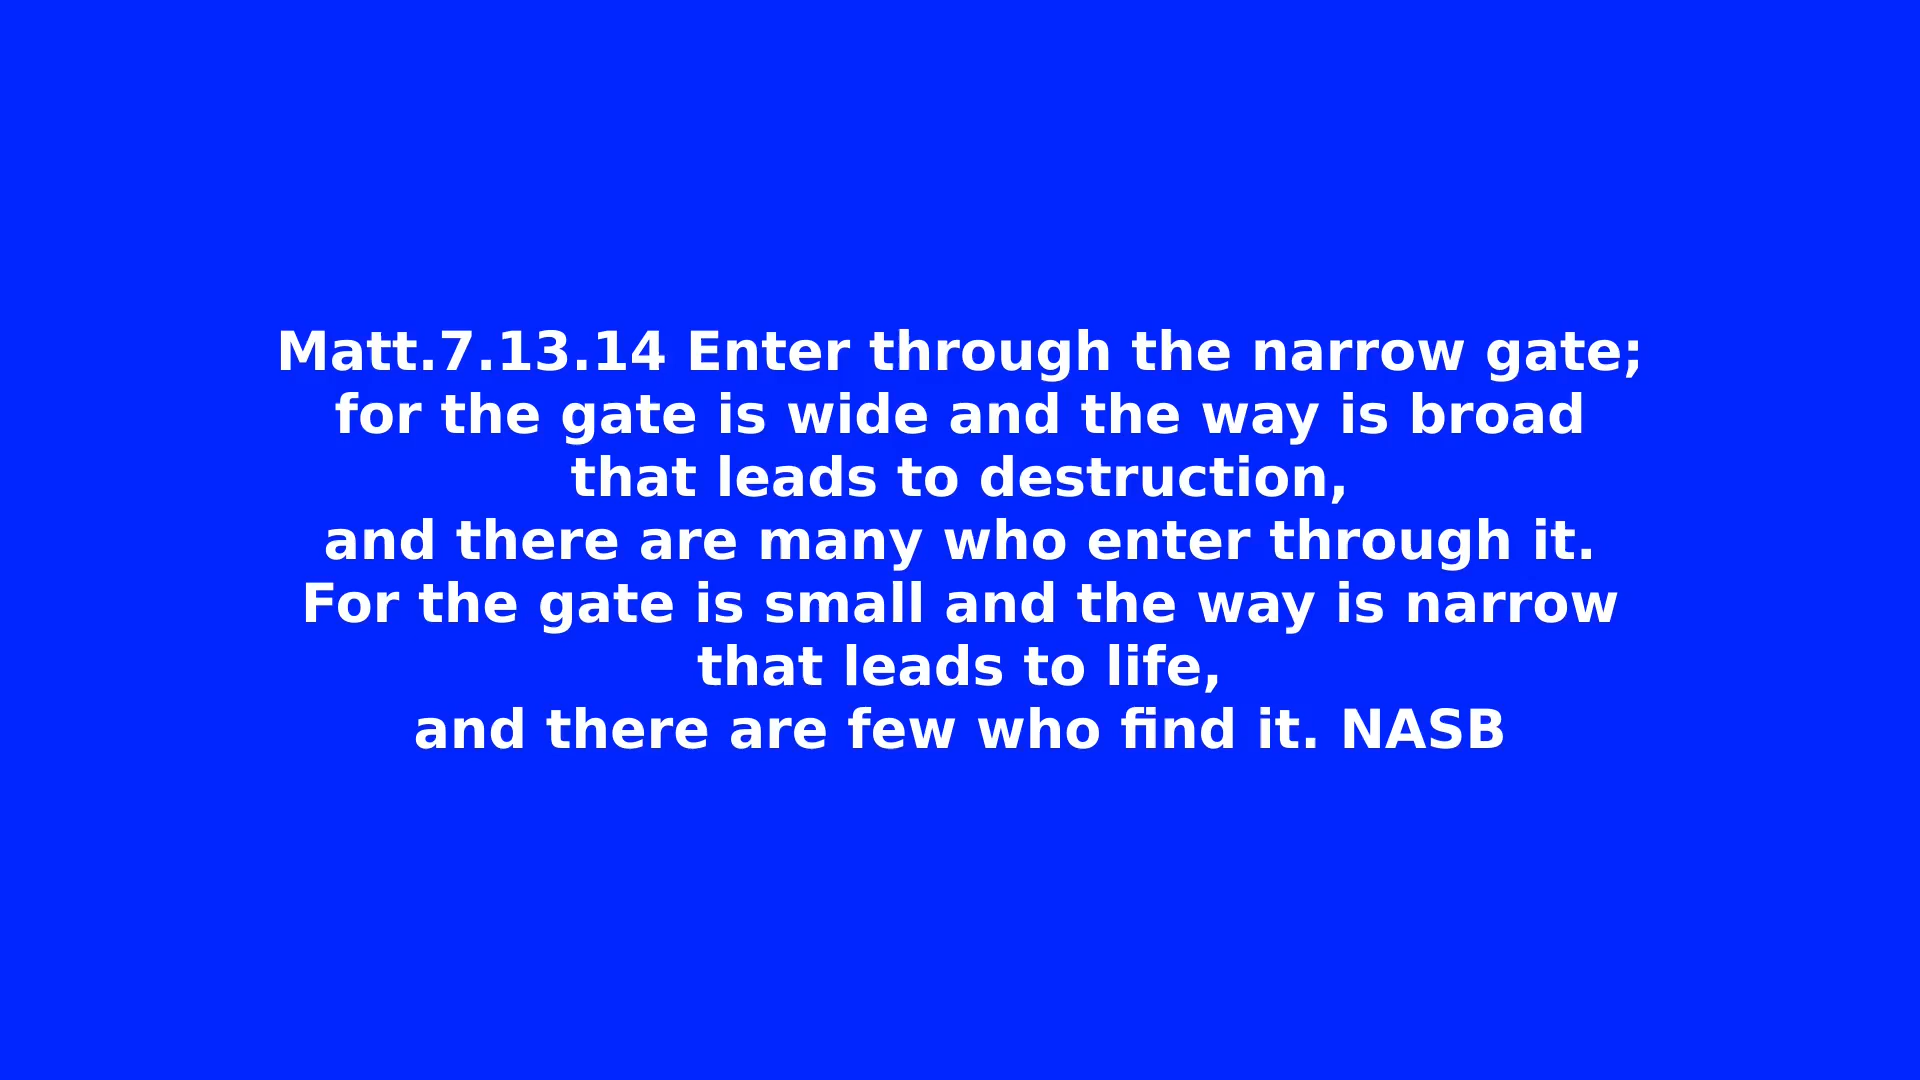 Matt.7.13.14 Enter through the narrow gate;
for the gate is wide and the way is broad
that leads to destruction,
and there are many who enter through it.
For the gate is small and the way is narrow
that leads to life,
and there are few who find it. NASB